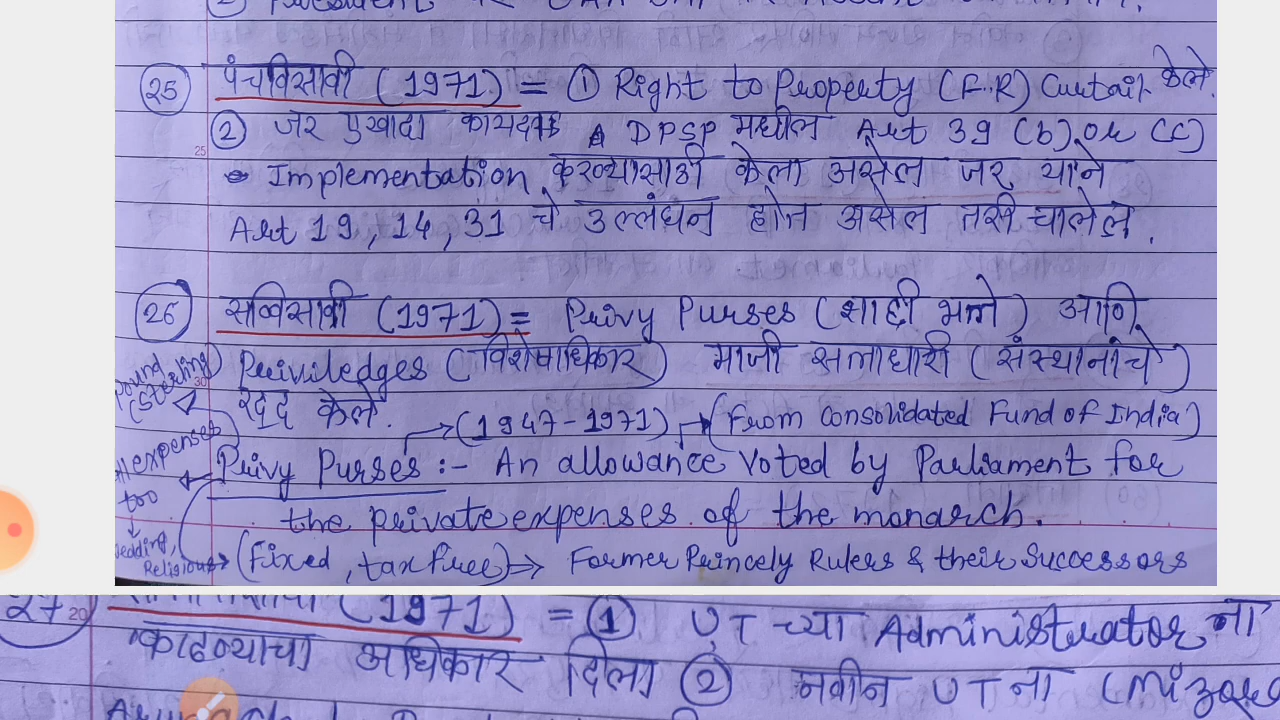 ② President
25 पंचविसावी (1971) = ① Right to Property (F.R) Curtail केले.
② जर एखादा कायदा DPSP मधील Art 39 (b) or (c)
Implementation करण्यासाठी केला असेल जर याने
Art 19, 14, 31 चे उल्लंघन होत असेल तरी चालेल.
26 सव्विसावी (1971) = Privy Purses (शाही भत्ते) आणि
Priviledges (विशेषाधिकार) माजी सत्ताधारी (संस्थानांचे)
रद्द केले. → (1947-1971) → (From Consolidated Fund of India)
Pound (Sterling)
Privy Purses :- An allowance voted by Parliament for
expenses too
the private expenses of the monarch.
Wedding, Religious
(Fixed, tax free) → Former Princely Rulers & their Successors
27 (1971) = ① UT च्या Administrator ना
काढण्याचा अधिकार दिला ② नवीन UT ना